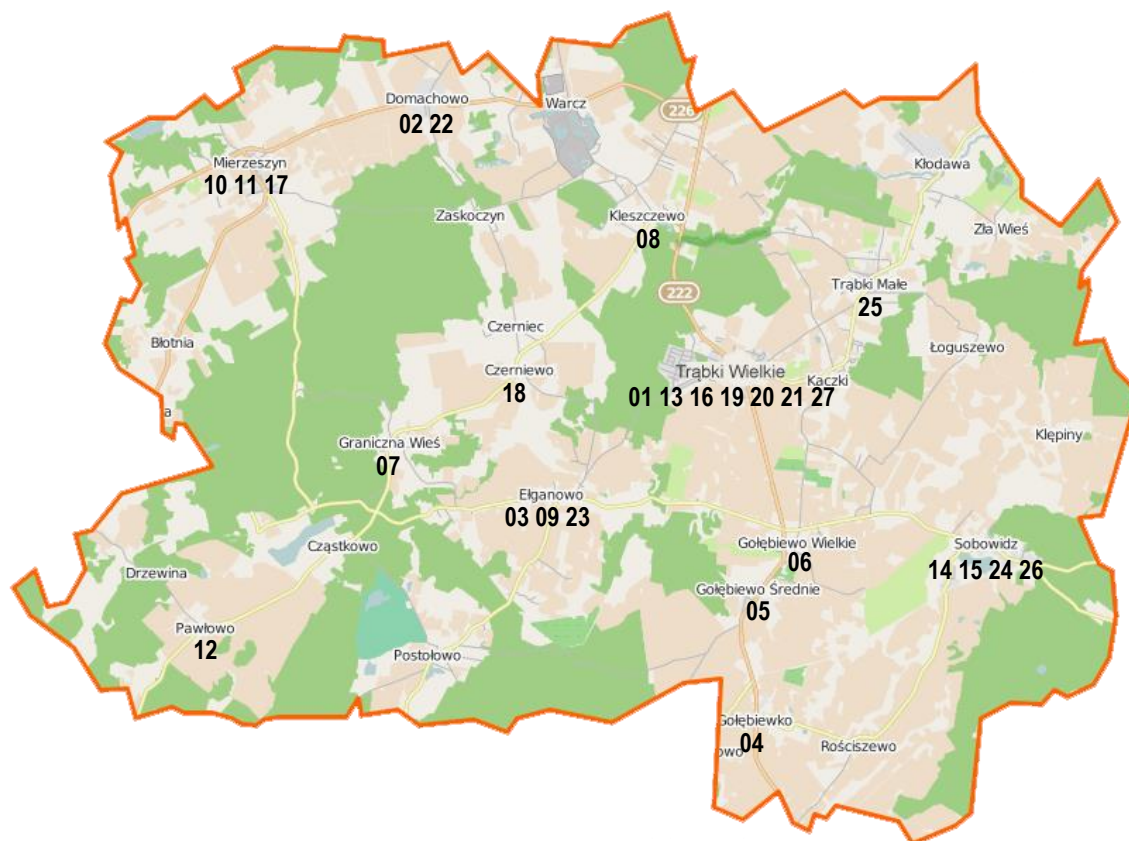 Domachowo
02 22
Warcz
226
Mierzeszyn
10 11 17
Kłodawa
Zaskoczyn
Kleszczewo
08
Zła Wieś
222
Trąbki Małe
25
Błotnia
Czerniec
Łoguszewo
Czerniewo
18
Trąbki Wielkie
Kaczki
01 13 16 19 20 21 27
a
Klępiny
Graniczna Wieś
07
Ełganowo
03 09 23
Cząstkowo
Gołębiewo Wielkie
06
Sobowidz
14 15 24 26
Drzewina
Gołębiewo Średnie
05
Pawłowo
12
Postołowo
Gołębiewko
04
owo
Rościszewo